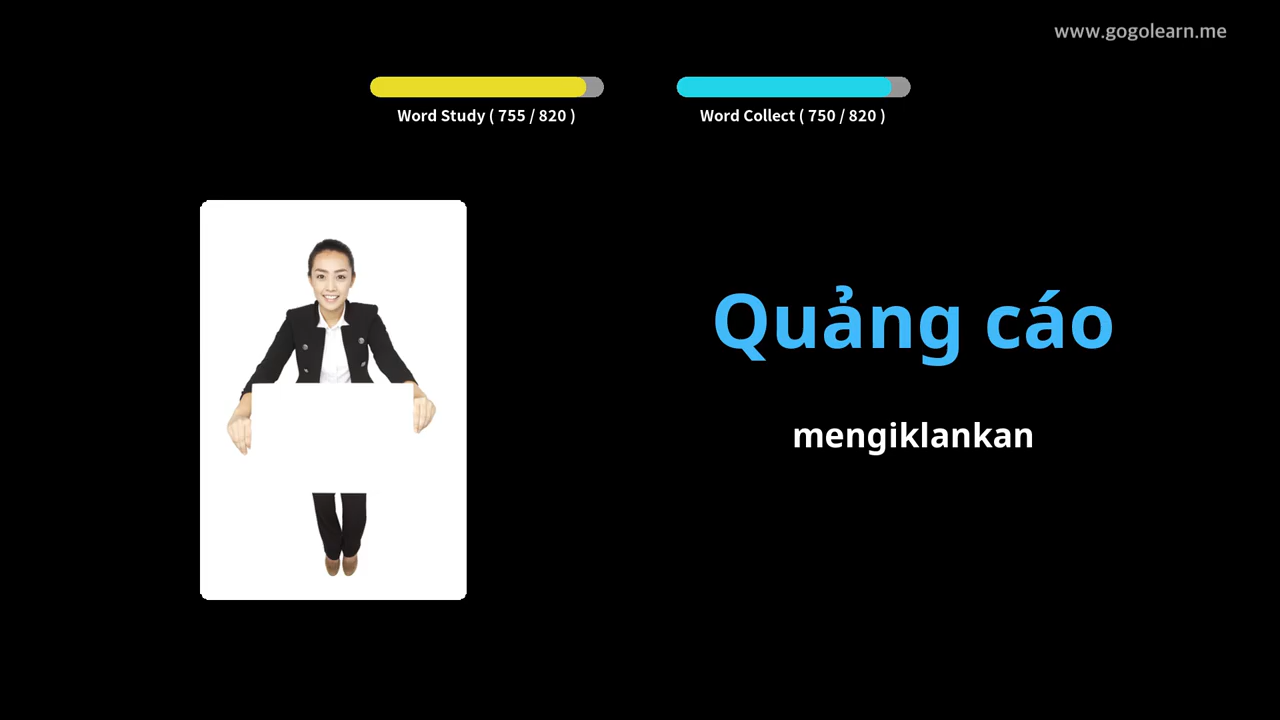 www.gogolearn.me
Word Study ( 755 / 820 )
Word Collect ( 750 / 820 )
Quảng cáo
mengiklankan